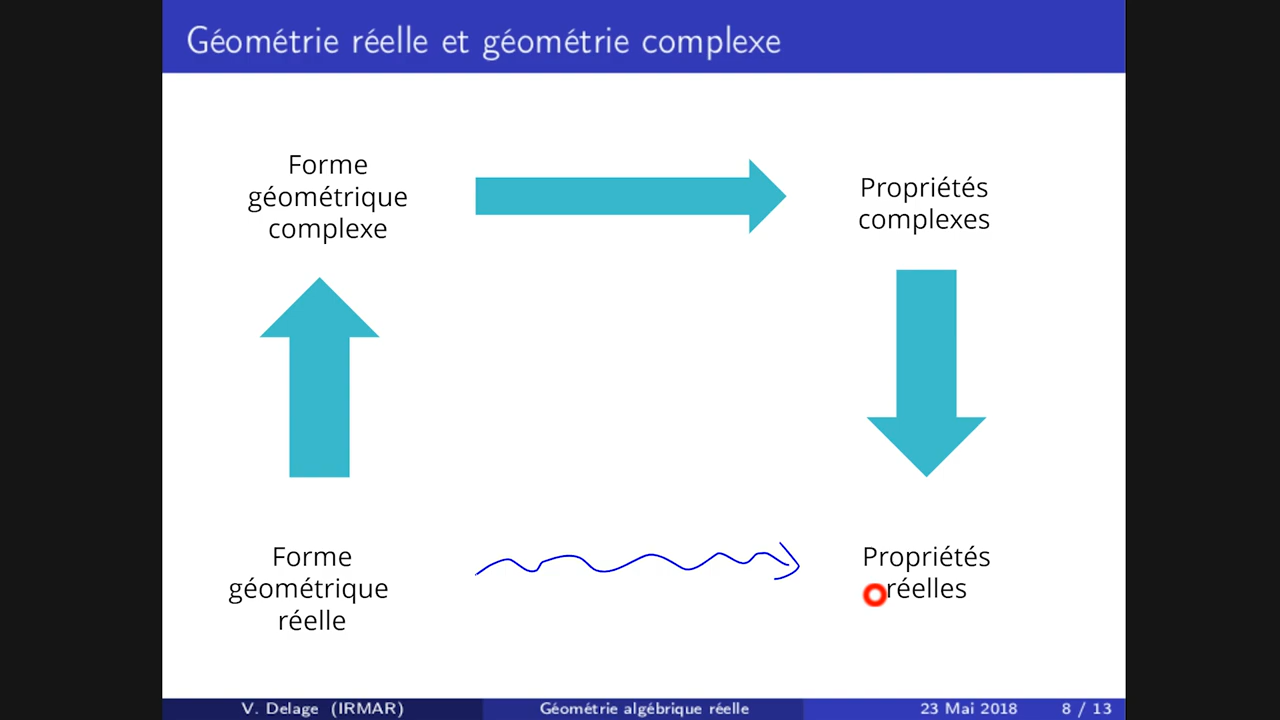 Géométrie réelle et géométrie complexe
Forme
géométrique
complexe
Propriétés
complexes
Forme
géométrique
réelle
Propriétés
réelles
V. Delage (IRMAR)
Géométrie algébrique réelle
23 Mai 2018
8 / 13